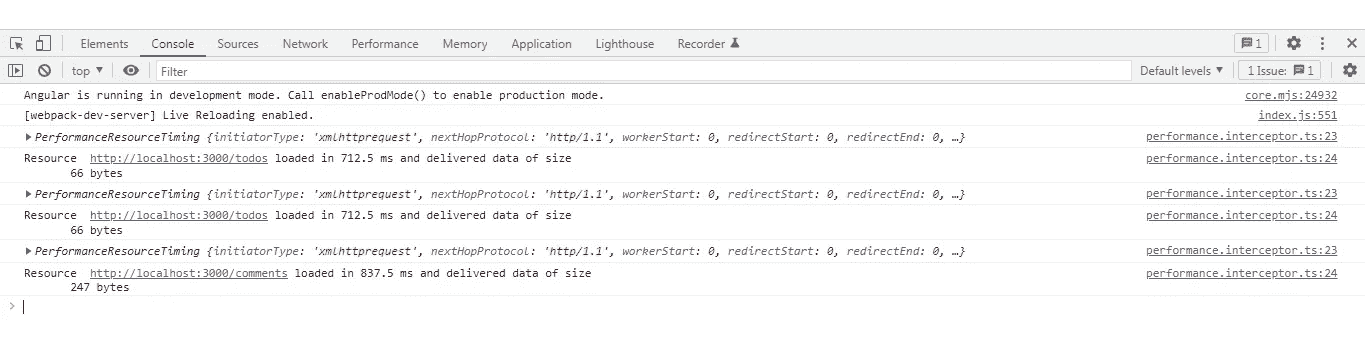 Elements Console Sources Network Performance Memory Application Lighthouse Recorder 1
top Filter Default levels 1 Issue: 1
Angular is running in development mode. Call enableProdMode() to enable production mode. core.mjs:24932
[webpack-dev-server] Live Reloading enabled. index.js:551
PerformanceResourceTiming {initiatorType: 'xmlhttprequest', nextHopProtocol: 'http/1.1', workerStart: 0, redirectStart: 0, redirectEnd: 0, …} performance.interceptor.ts:23
Resource http://localhost:3000/todos loaded in 712.5 ms and delivered data of size performance.interceptor.ts:24
66 bytes
PerformanceResourceTiming {initiatorType: 'xmlhttprequest', nextHopProtocol: 'http/1.1', workerStart: 0, redirectStart: 0, redirectEnd: 0, …} performance.interceptor.ts:23
Resource http://localhost:3000/todos loaded in 712.5 ms and delivered data of size performance.interceptor.ts:24
66 bytes
PerformanceResourceTiming {initiatorType: 'xmlhttprequest', nextHopProtocol: 'http/1.1', workerStart: 0, redirectStart: 0, redirectEnd: 0, …} performance.interceptor.ts:23
Resource http://localhost:3000/comments loaded in 837.5 ms and delivered data of size performance.interceptor.ts:24
247 bytes